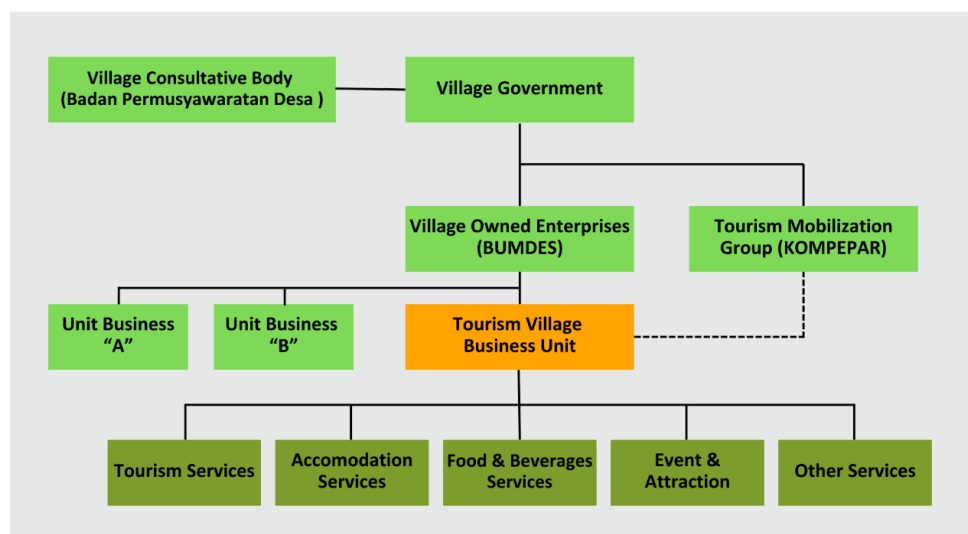 Village Consultative Body
(Badan Permusyawaratan Desa )
Village Government
Village Owned Enterprises
(BUMDES)
Tourism Mobilization
Group (KOMPEPAR)
Unit Business
“A”
Unit Business
“B”
Tourism Village
Business Unit
Tourism Services
Accomodation
Services
Food & Beverages
Services
Event &
Attraction
Other Services